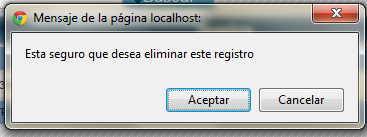 Mensaje de la página localhost:
Esta seguro que desea eliminar este registro
Aceptar
Cancelar